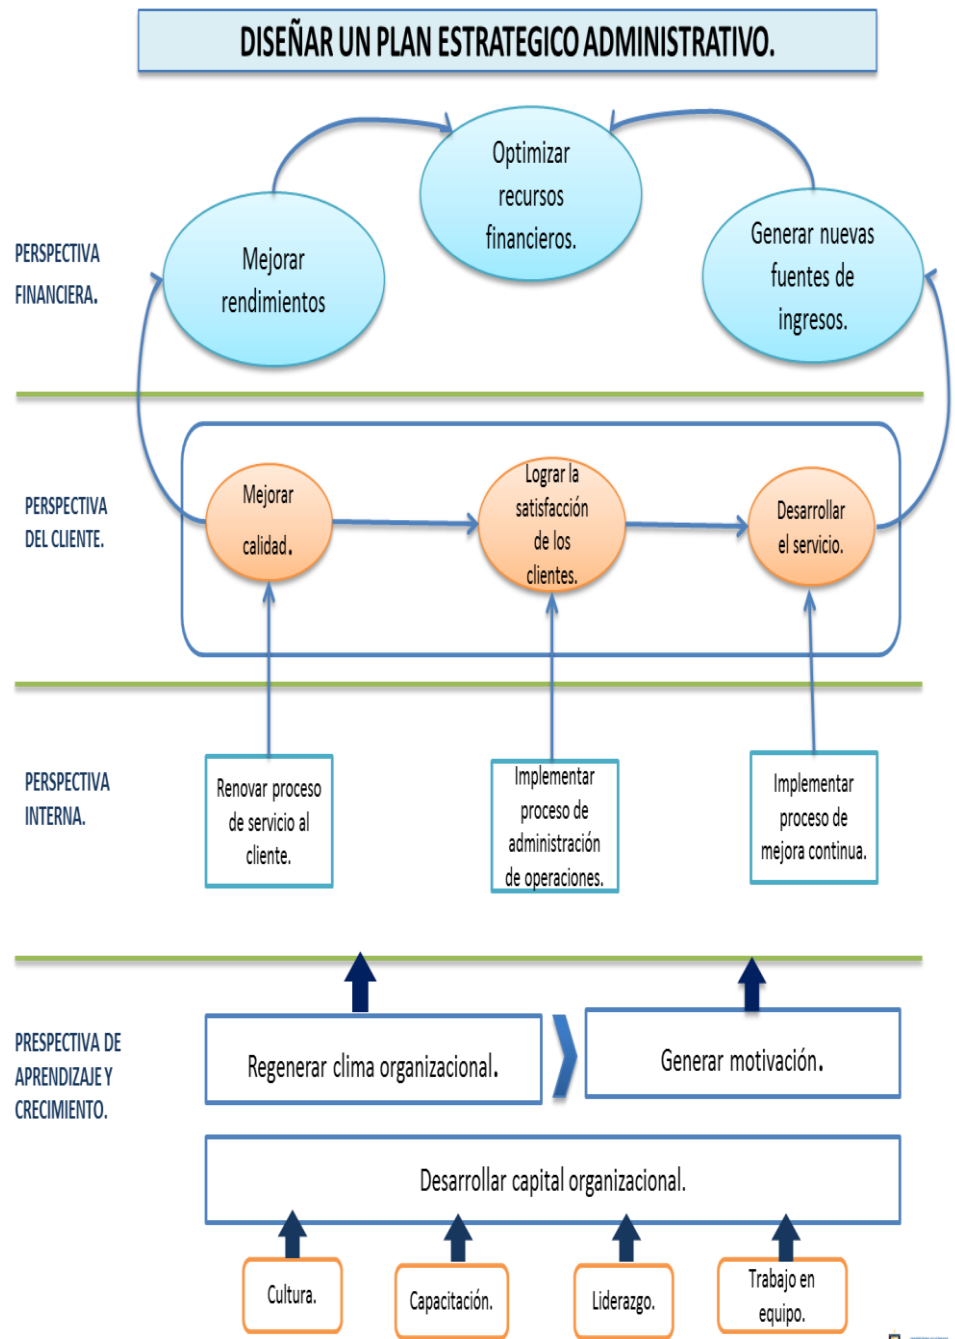 DISEÑAR UN PLAN ESTRATEGICO ADMINISTRATIVO.
Optimizar
recursos
financieros.
Mejorar
rendimientos
Generar nuevas
fuentes de
ingresos.
PERSPECTIVA
FINANCIERA.
PERSPECTIVA
DEL CLIENTE.
Mejorar
calidad.
Lograr la
satisfacción
de los
clientes.
Desarrollar
el servicio.
PERSPECTIVA
INTERNA.
Renovar proceso
de servicio al
cliente.
Implementar
proceso de
administración
de operaciones.
Implementar
proceso de
mejora continua.
PRESPECTIVA DE
APRENDIZAJE Y
CRECIMIENTO.
Regenerar clima organizacional.
Generar motivación.
Desarrollar capital organizacional.
Cultura.
Capacitación.
Liderazgo.
Trabajo en
equipo.